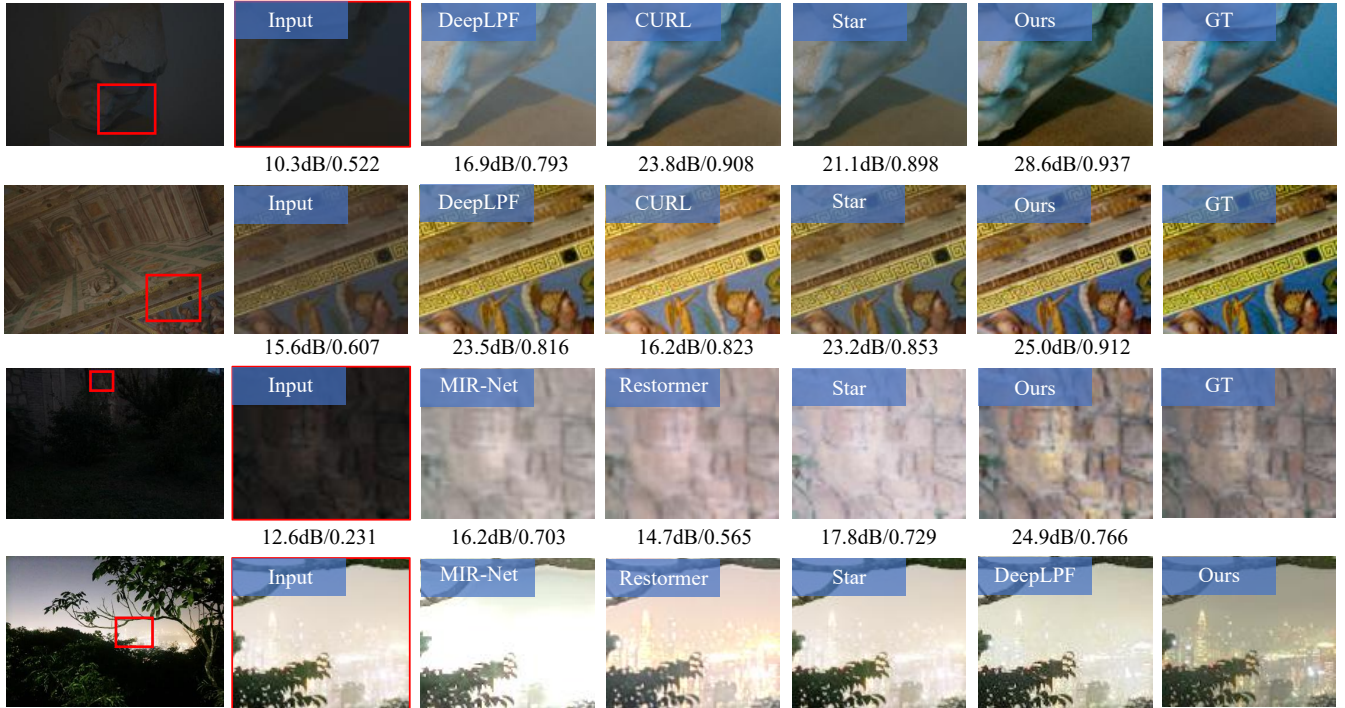 Input DeepLPF CURL Star Ours GT
10.3dB/0.522 16.9dB/0.793 23.8dB/0.908 21.1dB/0.898 28.6dB/0.937
Input DeepLPF CURL Star Ours GT
15.6dB/0.607 23.5dB/0.816 16.2dB/0.823 23.2dB/0.853 25.0dB/0.912
Input MIR-Net Restormer Star Ours GT
12.6dB/0.231 16.2dB/0.703 14.7dB/0.565 17.8dB/0.729 24.9dB/0.766
Input MIR-Net Restormer Star DeepLPF Ours